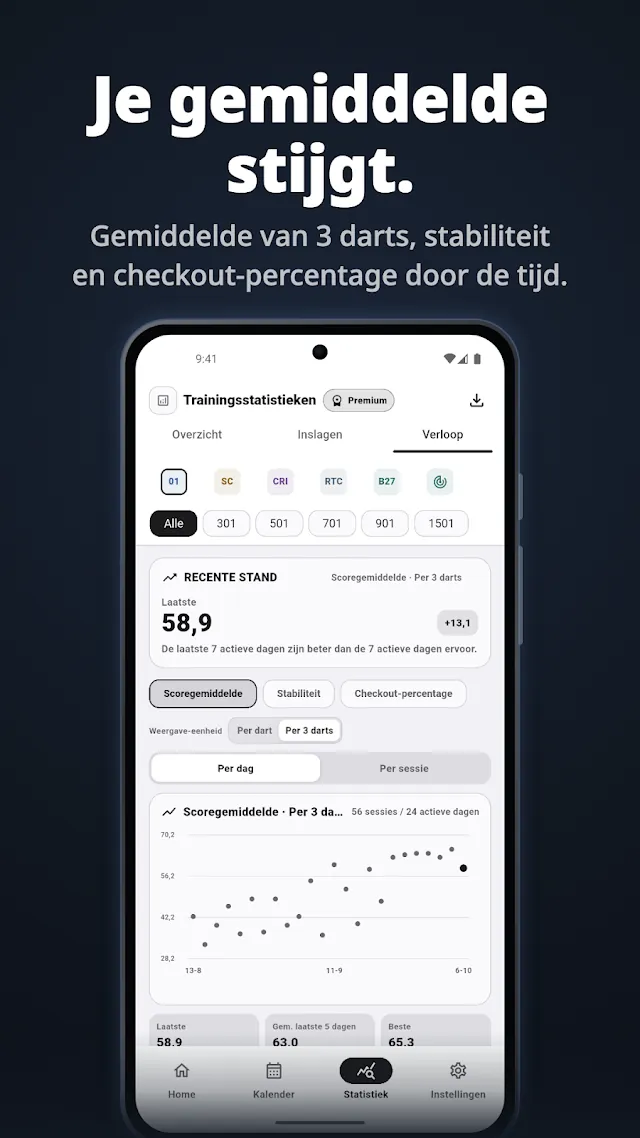 Je gemiddelde
stijgt.
Gemiddelde van 3 darts, stabiliteit
en checkout-percentage door de tijd.
9:41
Trainingsstatistieken Premium
Overzicht Inslagen Verloop
01 SC CRI RTC B27
Alle 301 501 701 901 1501
RECENTE STAND Scoregemiddelde · Per 3 darts
Laatste
58,9 +13,1
De laatste 7 actieve dagen zijn beter dan de 7 actieve dagen ervoor.
Scoregemiddelde Stabiliteit Checkout-percentage
Weergave-eenheid Per dart Per 3 darts
Per dag Per sessie
Scoregemiddelde · Per 3 da... 56 sessies / 24 actieve dagen
70,2
56,2
42,2
28,2
13-8 11-9 6-10
Laatste Gem. laatste 5 dagen Beste
58,9 63,0 65,3
Home Kalender Statistiek Instellingen